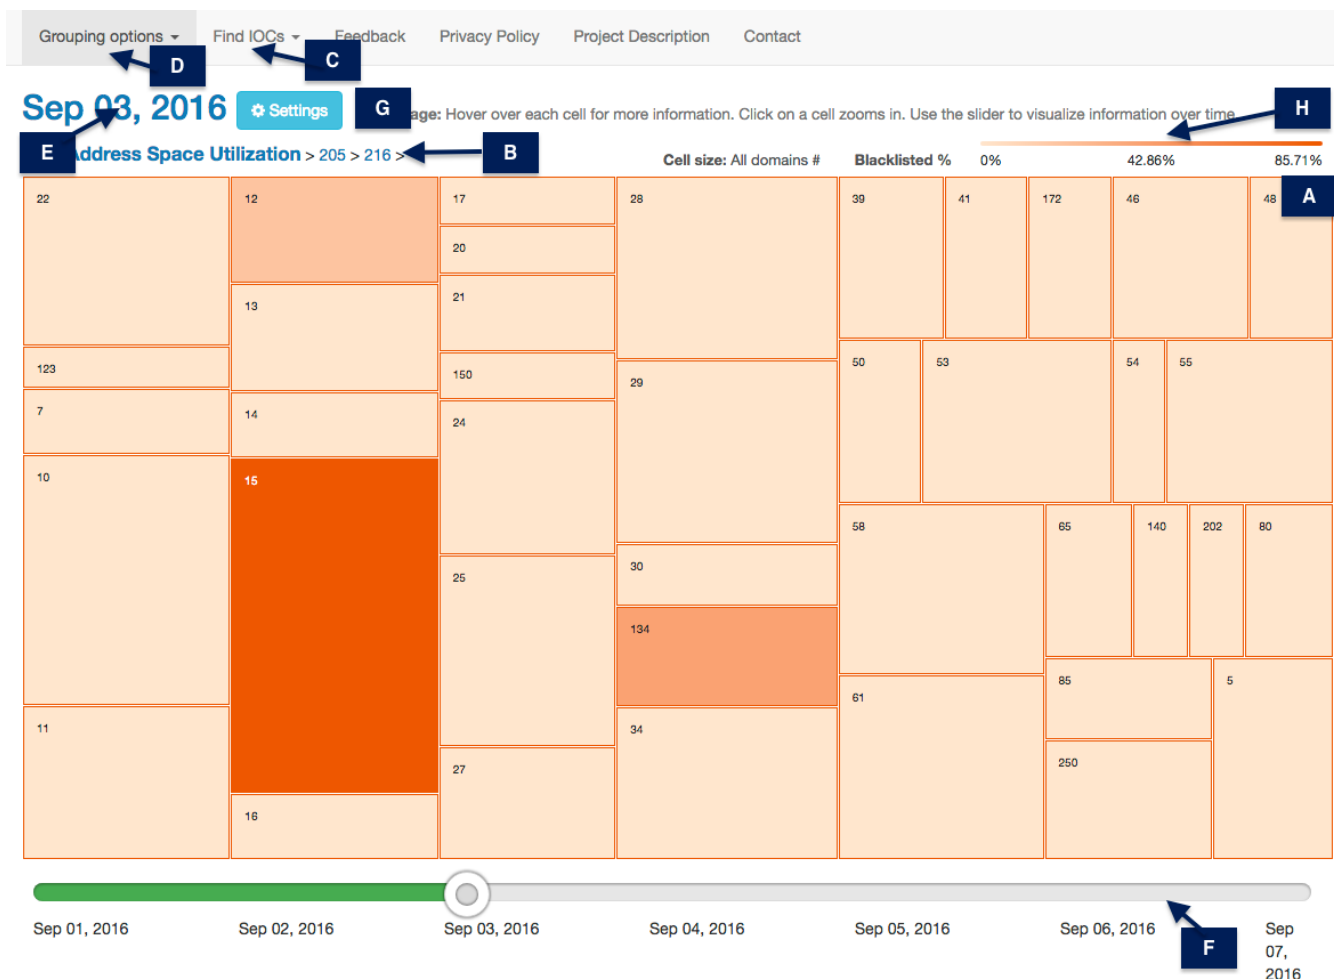 Grouping options Find IOCs Feedback Privacy Policy Project Description Contact
D
C
Sep 03, 2016 Settings G age: Hover over each cell for more information. Click on a cell zooms in. Use the slider to visualize information over time H
E Address Space Utilization > 205 > 216 > B Cell size: All domains # Blacklisted % 0% 42.86% 85.71%
22 12 17 28 39 41 172 46 48 A
20
21
13
123 150 29 50 53 54 55
7 14 24
10 15
58 65 140 202 80
25 30
134
85 5
61
11 34
27 250
16
Sep 01, 2016 Sep 02, 2016 Sep 03, 2016 Sep 04, 2016 Sep 05, 2016 Sep 06, 2016 F Sep
07,
2016